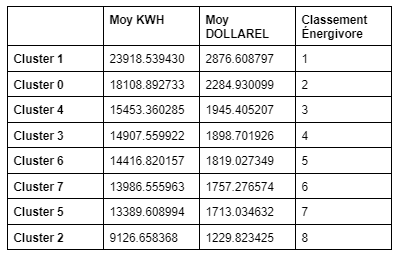 Moy KWH Moy DOLLAREL Classement Énergivore
Cluster 1 23918.539430 2876.608797 1
Cluster 0 18108.892733 2284.930099 2
Cluster 4 15453.360285 1945.405207 3
Cluster 3 14907.559922 1898.701926 4
Cluster 6 14416.820157 1819.027349 5
Cluster 7 13986.555963 1757.276574 6
Cluster 5 13389.608994 1713.034632 7
Cluster 2 9126.658368 1229.823425 8